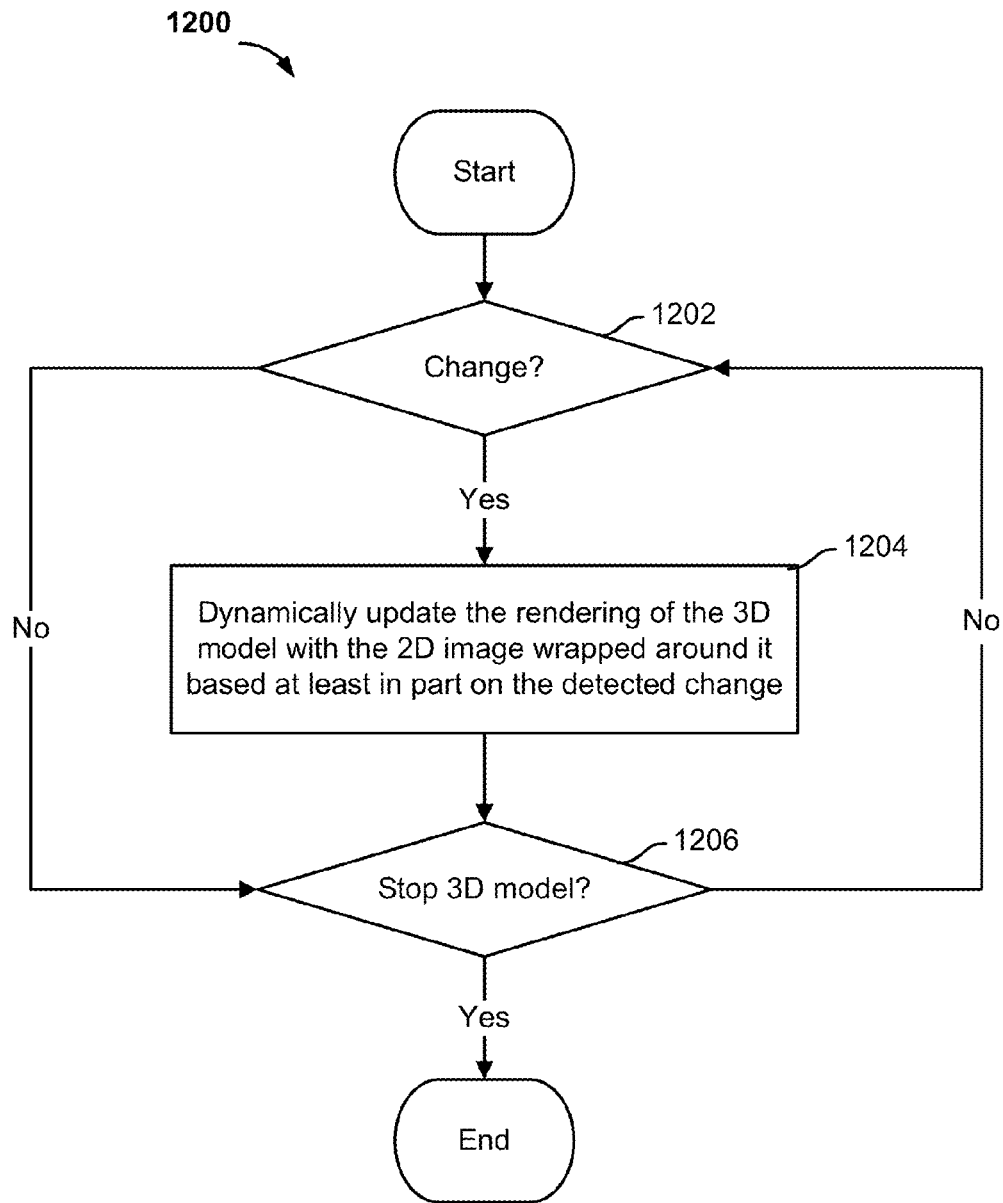 1200
Start
1202
Change?
Yes
1204
Dynamically update the rendering of the 3D
model with the 2D image wrapped around it
based at least in part on the detected change
No
No
1206
Stop 3D model?
Yes
End